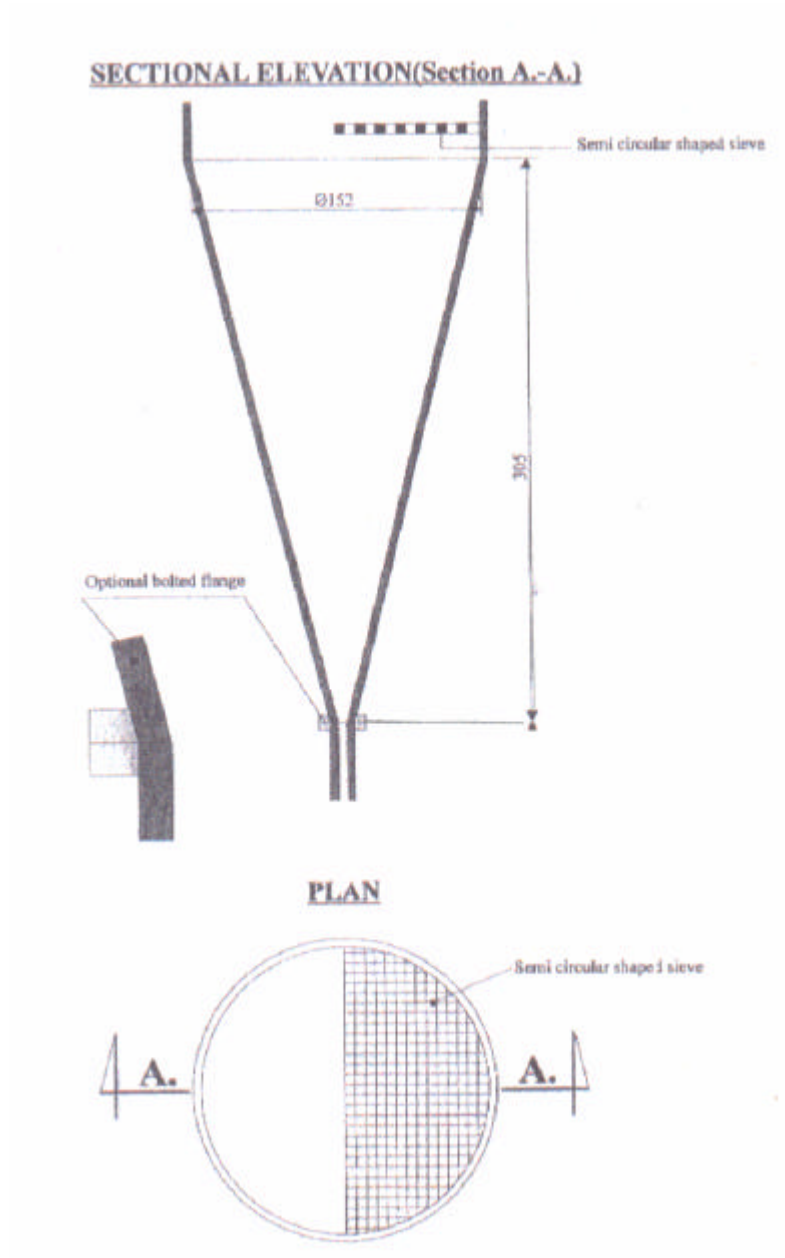 SECTIONAL ELEVATION(Section A.-A.)
Semi circular shaped sieve
Ø152
305
Optional bolted flange
PLAN
Semi circular shaped sieve
A.
A.